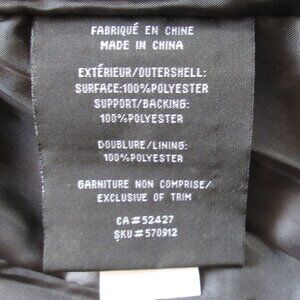 FABRIQUÉ EN CHINE
MADE IN CHINA
EXTÉRIEUR/OUTERSHELL:
SURFACE:100%POLYESTER
SUPPORT/BACKING:
100%POLYESTER
DOUBLURE/LINING:
100%POLYESTER
GARNITURE NON COMPRISE/
EXCLUSIVE OF TRIM
CA#52427
SKU#570912